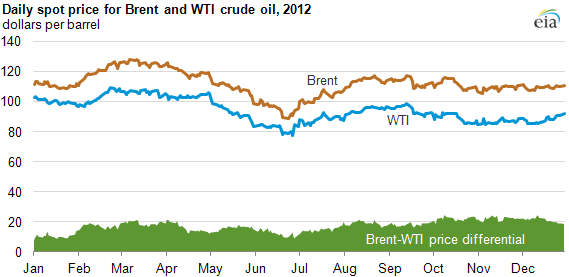 Daily spot price for Brent and WTI crude oil, 2012
dollars per barrel
eia
140
120
100
80
60
40
20
0
Brent
WTI
Brent-WTI price differential
Jan Feb Mar Apr May Jun Jul Aug Sep Oct Nov Dec